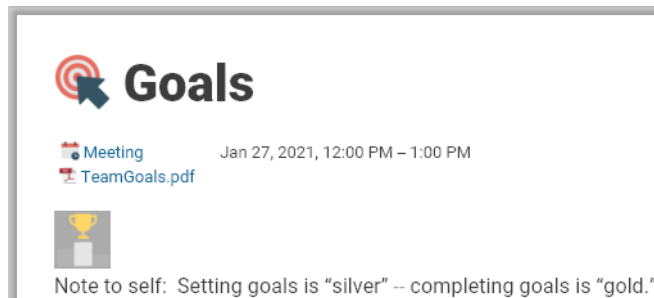 Goals
Meeting Jan 27, 2021, 12:00 PM – 1:00 PM
TeamGoals.pdf
Note to self:  Setting goals is “silver” -- completing goals is “gold.”